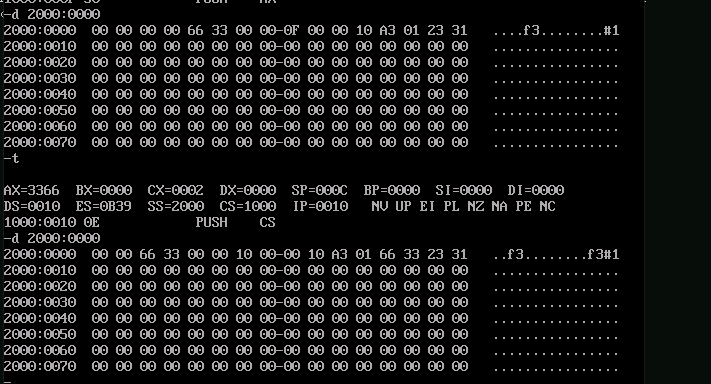 -d 2000:0000
2000:0000  00 00 00 00 66 33 00 00-0F 00 00 10 A3 01 23 31   ....f3........#1
2000:0010  00 00 00 00 00 00 00 00-00 00 00 00 00 00 00 00   ................
2000:0020  00 00 00 00 00 00 00 00-00 00 00 00 00 00 00 00   ................
2000:0030  00 00 00 00 00 00 00 00-00 00 00 00 00 00 00 00   ................
2000:0040  00 00 00 00 00 00 00 00-00 00 00 00 00 00 00 00   ................
2000:0050  00 00 00 00 00 00 00 00-00 00 00 00 00 00 00 00   ................
2000:0060  00 00 00 00 00 00 00 00-00 00 00 00 00 00 00 00   ................
2000:0070  00 00 00 00 00 00 00 00-00 00 00 00 00 00 00 00   ................
-t
AX=3366  BX=0000  CX=0002  DX=0000  SP=000C  BP=0000  SI=0000  DI=0000
DS=0010  ES=0B39  SS=2000  CS=1000  IP=0010   NV UP EI PL NZ NA PE NC
1000:0010 0E            PUSH    CS
-d 2000:0000
2000:0000  00 00 66 33 00 00 10 00-00 10 A3 01 66 33 23 31   ..f3........f3#1
2000:0010  00 00 00 00 00 00 00 00-00 00 00 00 00 00 00 00   ................
2000:0020  00 00 00 00 00 00 00 00-00 00 00 00 00 00 00 00   ................
2000:0030  00 00 00 00 00 00 00 00-00 00 00 00 00 00 00 00   ................
2000:0040  00 00 00 00 00 00 00 00-00 00 00 00 00 00 00 00   ................
2000:0050  00 00 00 00 00 00 00 00-00 00 00 00 00 00 00 00   ................
2000:0060  00 00 00 00 00 00 00 00-00 00 00 00 00 00 00 00   ................
2000:0070  00 00 00 00 00 00 00 00-00 00 00 00 00 00 00 00   ................